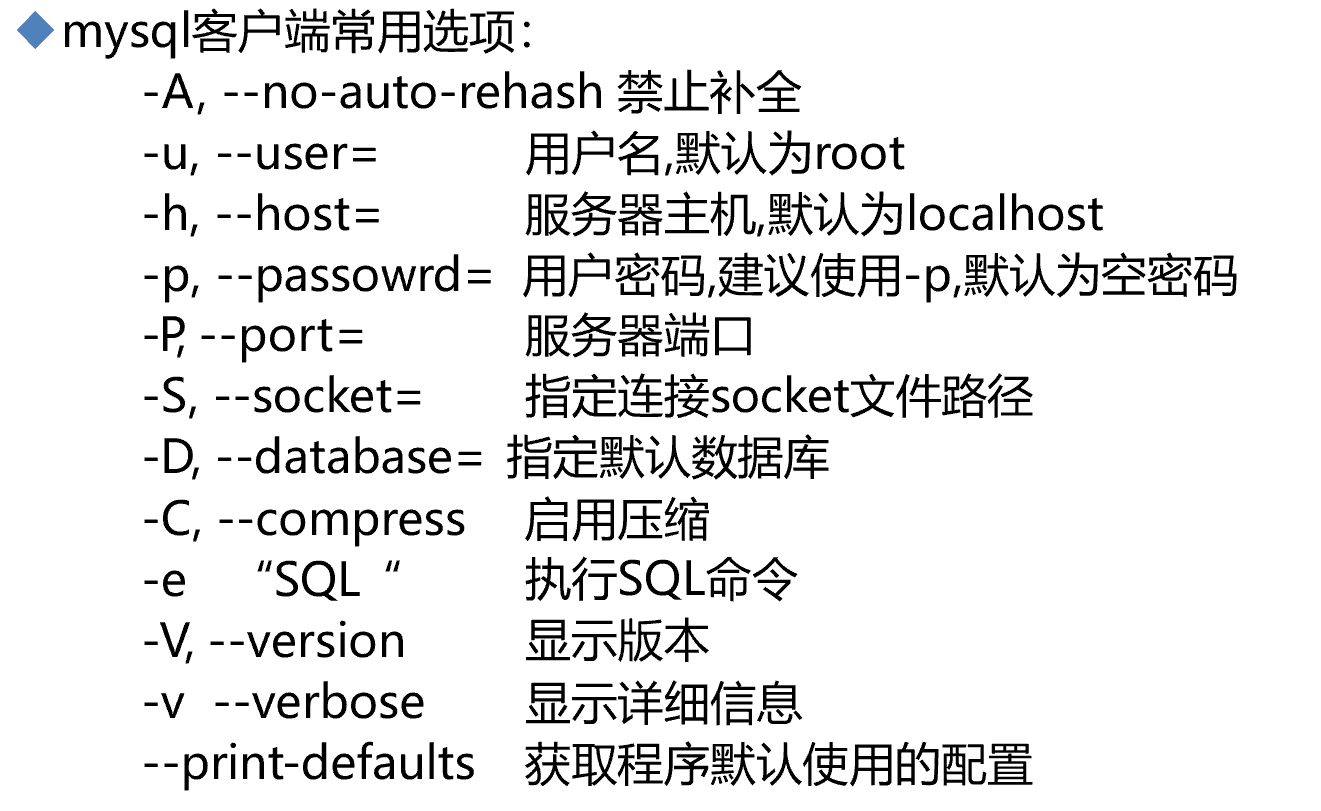 ◆mysql客户端常用选项：
-A, --no-auto-rehash 禁止补全
-u, --user= 用户名,默认为root
-h, --host= 服务器主机,默认为localhost
-p, --passowrd= 用户密码,建议使用-p,默认为空密码
-P, --port= 服务器端口
-S, --socket= 指定连接socket文件路径
-D, --database= 指定默认数据库
-C, --compress 启用压缩
-e “SQL “ 执行SQL命令
-V, --version 显示版本
-v --verbose 显示详细信息
--print-defaults 获取程序默认使用的配置